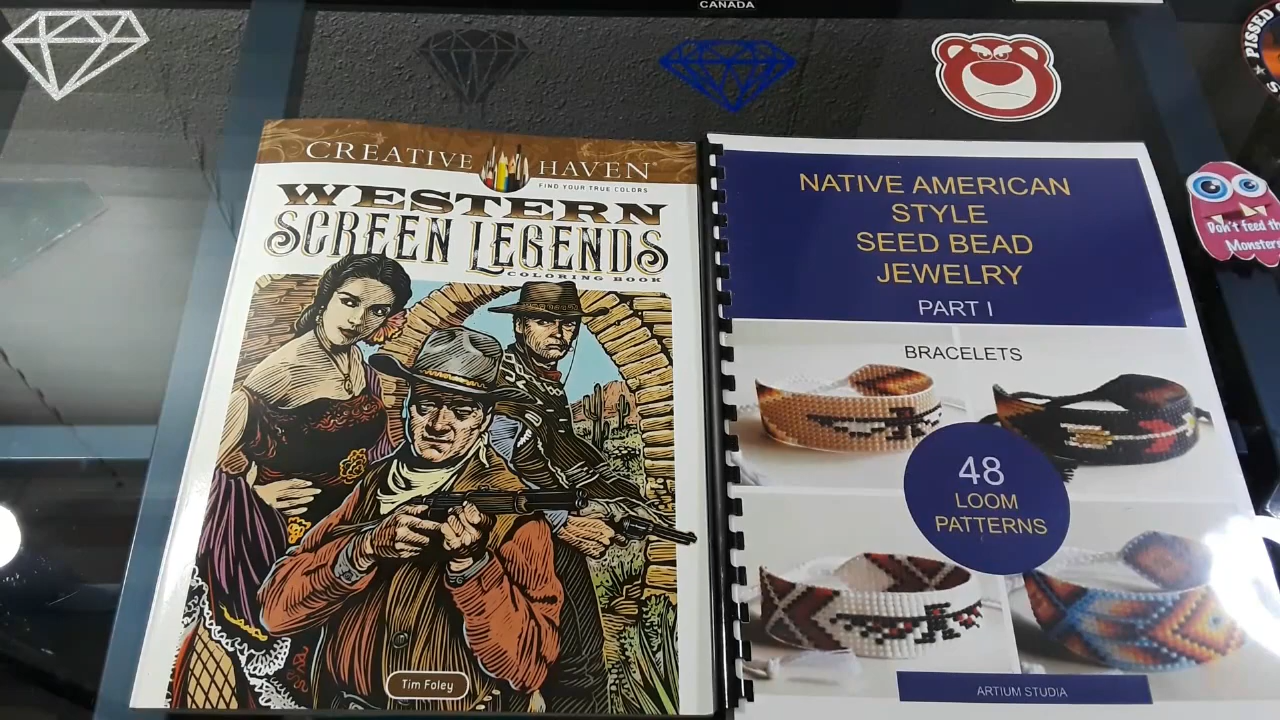 CANADA
PISSED
CREATIVE HAVEN
FIND YOUR TRUE COLORS
WESTERN
SCREEN LEGENDS
COLORING BOOK
Tim Foley
NATIVE AMERICAN
STYLE
SEED BEAD
JEWELRY
PART I
BRACELETS
48
LOOM
PATTERNS
ARTIUM STUDIA
Don't feed th
Monsters